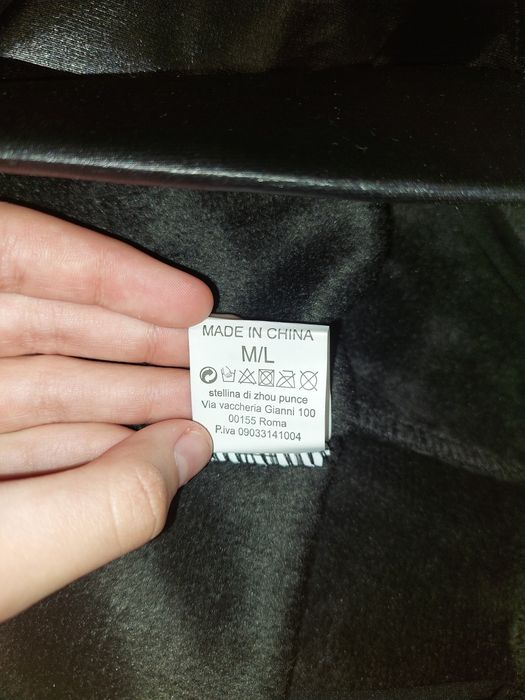 MADE IN CHINA
M/L
stellina di zhou punce
Via vaccheria Gianni 100
00155 Roma
P.iva 09033141004